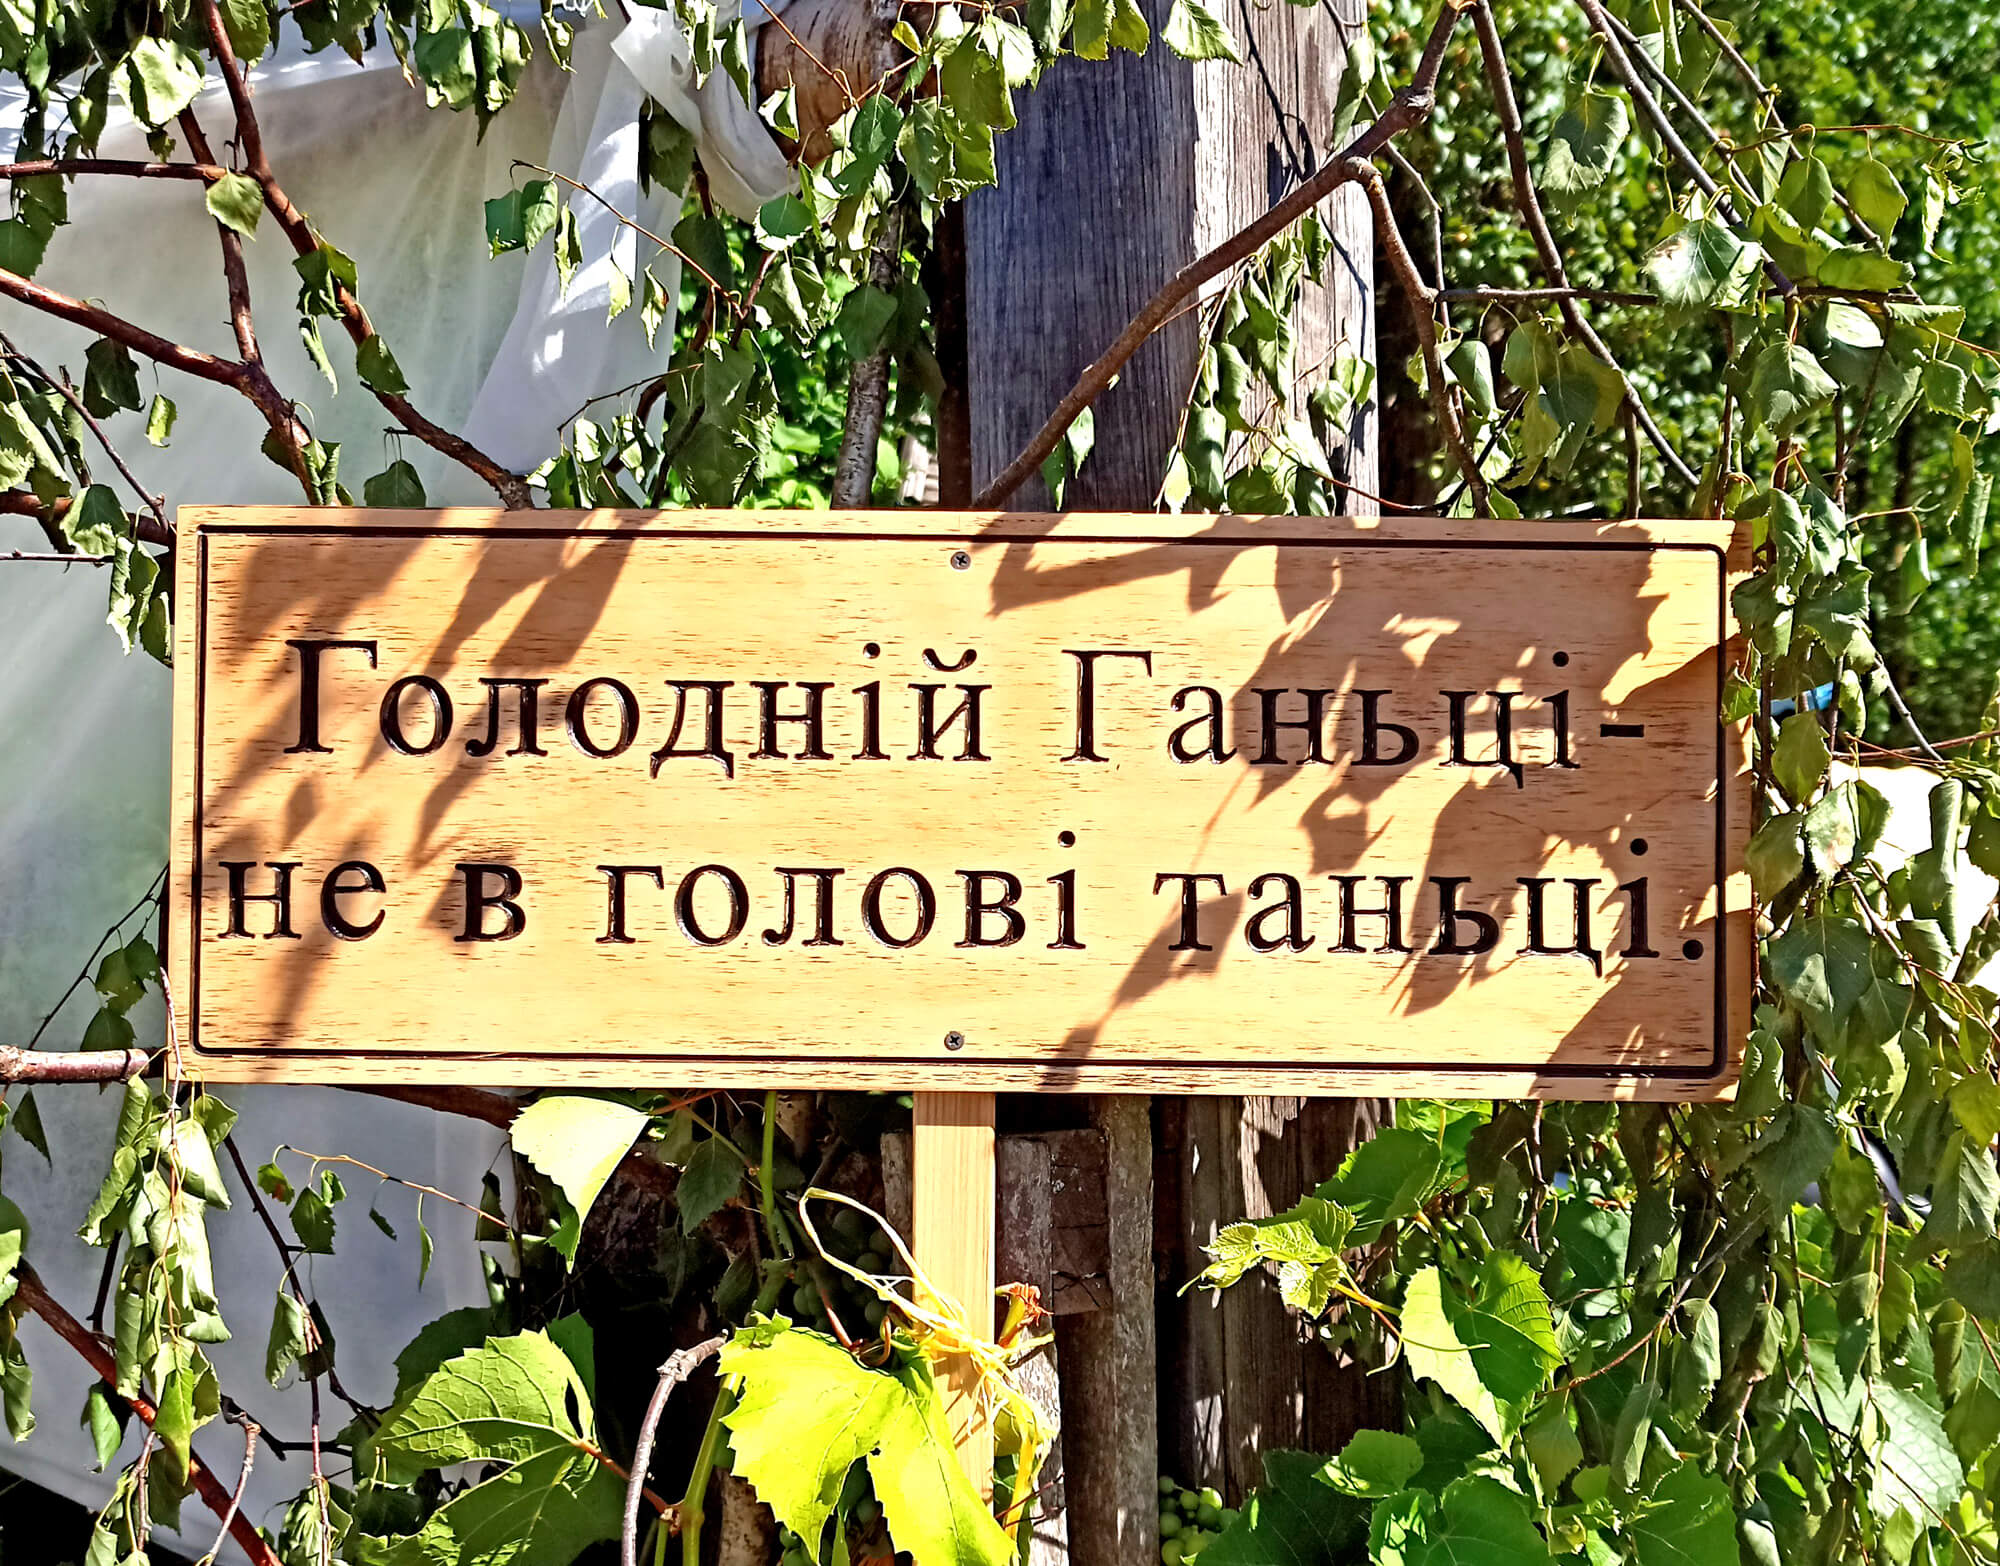 Голодній Ганьці-
не в голові таньці.